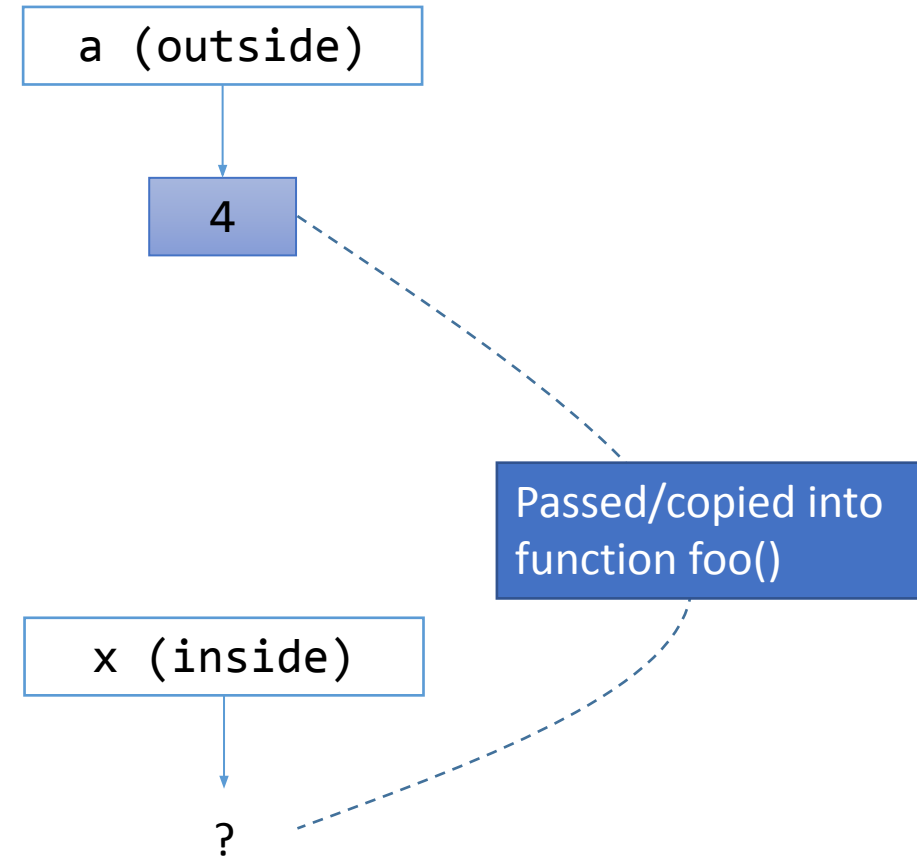 a (outside)
4
Passed/copied into
function foo()
x (inside)
?